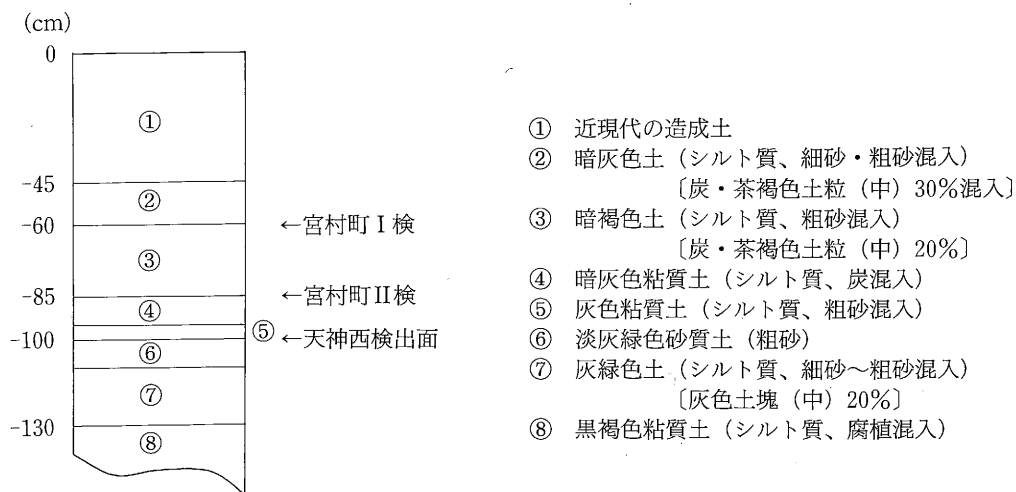 (cm)
0
①
-45
②
-60
←宮村町Ⅰ検
③
-85
←宮村町Ⅱ検
④
⑤
-100
←天神西検出面
⑥
⑦
-130
⑧
① 近現代の造成土
② 暗灰色土(シルト質、細砂・粗砂混入)
〔炭・茶褐色土粒(中)30%混入〕
③ 暗褐色土(シルト質、粗砂混入)
〔炭・茶褐色土粒(中)20%〕
④ 暗灰色粘質土(シルト質、炭混入)
⑤ 灰色粘質土(シルト質、粗砂混入)
⑥ 淡灰緑色砂質土(粗砂)
⑦ 灰緑色土(シルト質、細砂~粗砂混入)
〔灰色土塊(中)20%〕
⑧ 黒褐色粘質土(シルト質、腐植混入)